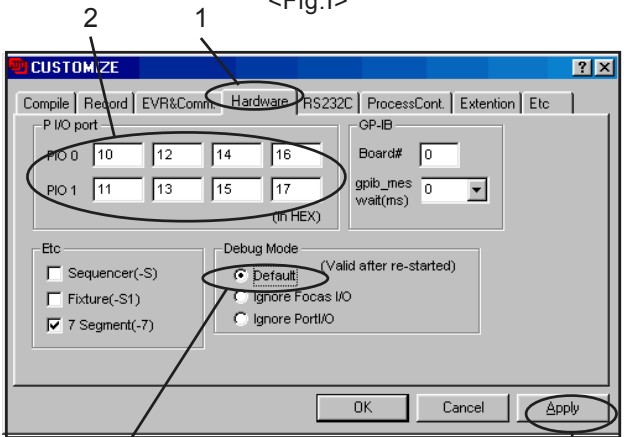 <Fig.1>
2 1
CUSTOMIZE
Compile Record EVR&Comm. Hardware RS232C ProcessCont. Extention Etc
P I/O port
PIO 0 10 12 14 16
PIO 1 11 13 15 17
(in HEX)
GP-IB
Board# 0
gpib_mes 0
wait(ms)
Etc
Sequencer(-S)
Fixture(-S1)
7 Segment(-7)
Debug Mode
Default (Valid after re-started)
Ignore Focas I/O
Ignore PortI/O
OK Cancel Apply